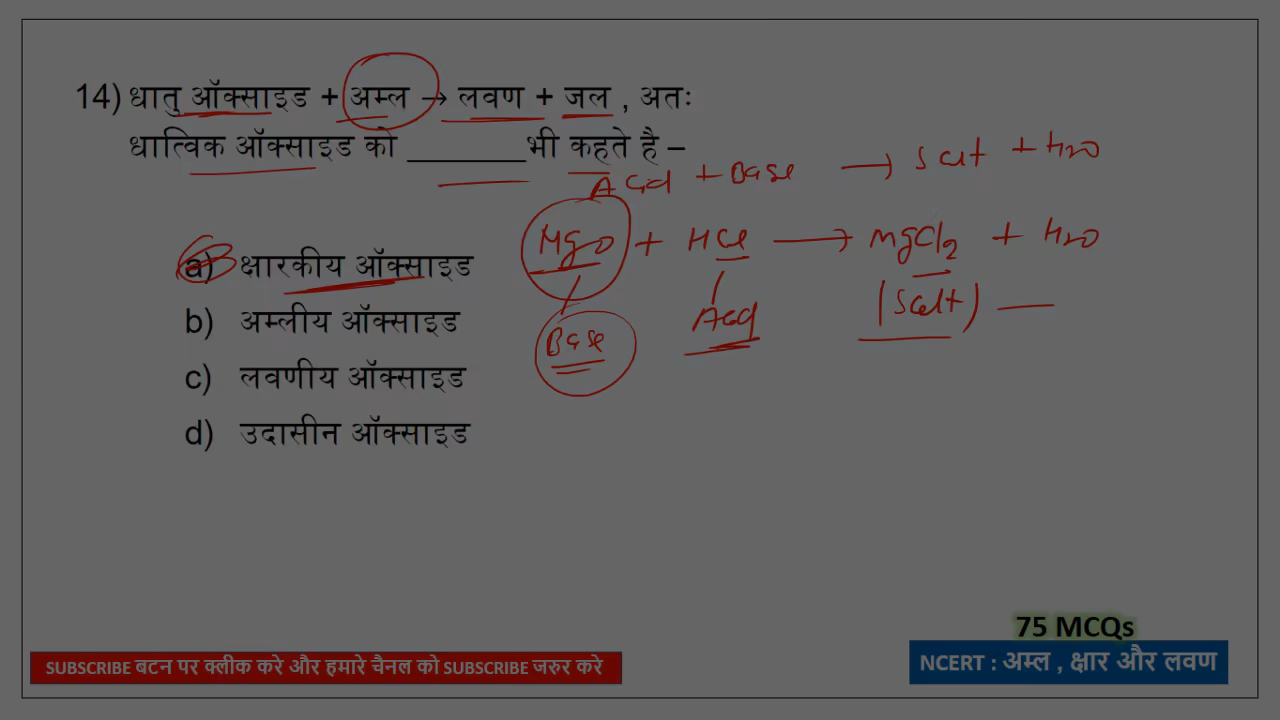 14) धातु ऑक्साइड + अम्ल → लवण + जल , अतः
धात्विक ऑक्साइड को _______ भी कहते है –
Acid + Base → Salt + H2O
MgO + HCl → MgCl2 + H2O
Base Acid (Salt)
a) क्षारकीय ऑक्साइड
b) अम्लीय ऑक्साइड
c) लवणीय ऑक्साइड
d) उदासीन ऑक्साइड
75 MCQs
SUBSCRIBE बटन पर क्लीक करे और हमारे चैनल को SUBSCRIBE जरुर करे
NCERT : अम्ल , क्षार और लवण